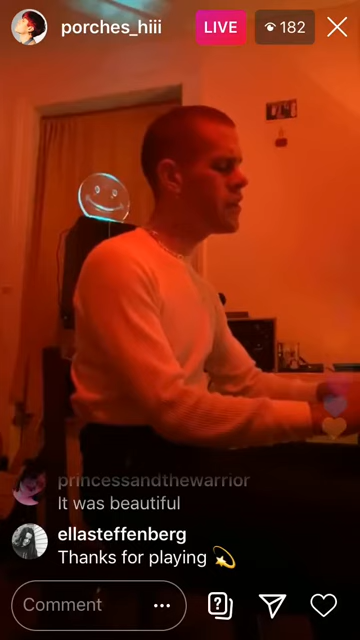 porches_hiii
LIVE
182
princessandthewarrior
It was beautiful
ellasteffenberg
Thanks for playing 💫
Comment